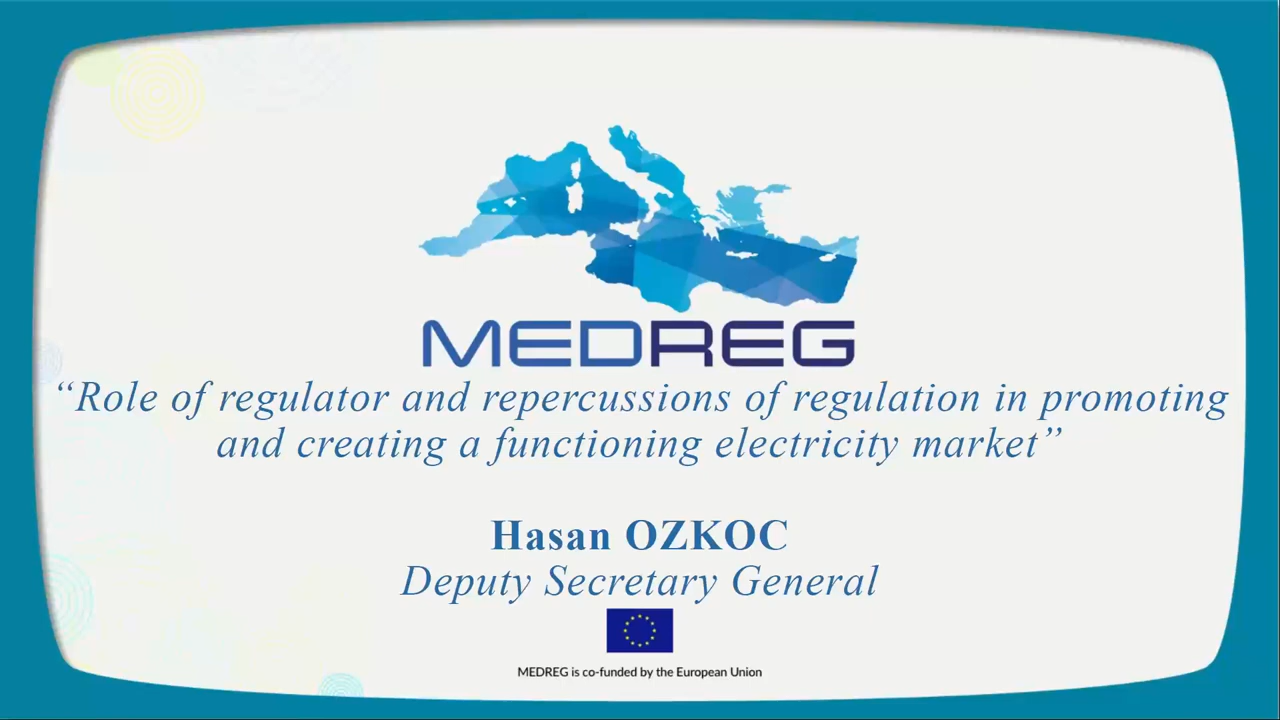 MEDREG
“Role of regulator and repercussions of regulation in promoting
and creating a functioning electricity market”
Hasan OZKOC
Deputy Secretary General
MEDREG is co-funded by the European Union